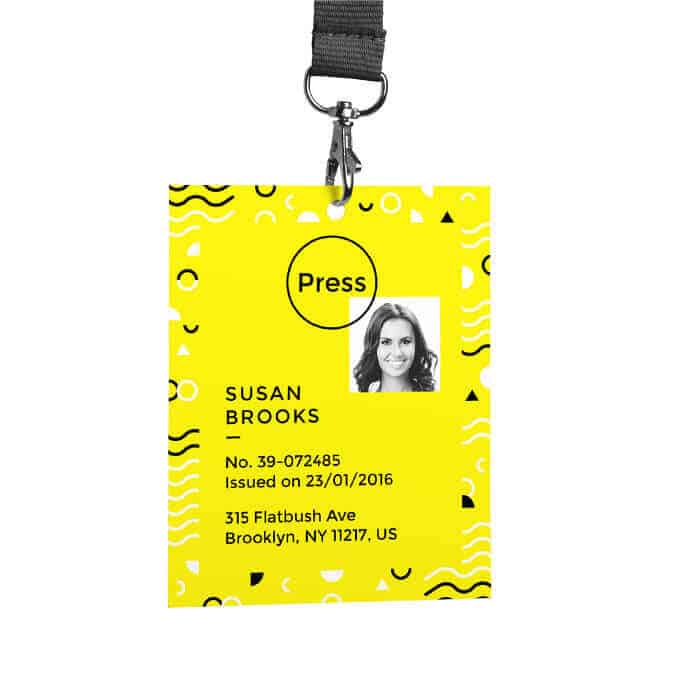 Press
SUSAN
BROOKS
No. 39-072485
Issued on 23/01/2016
315 Flatbush Ave
Brooklyn, NY 11217, US